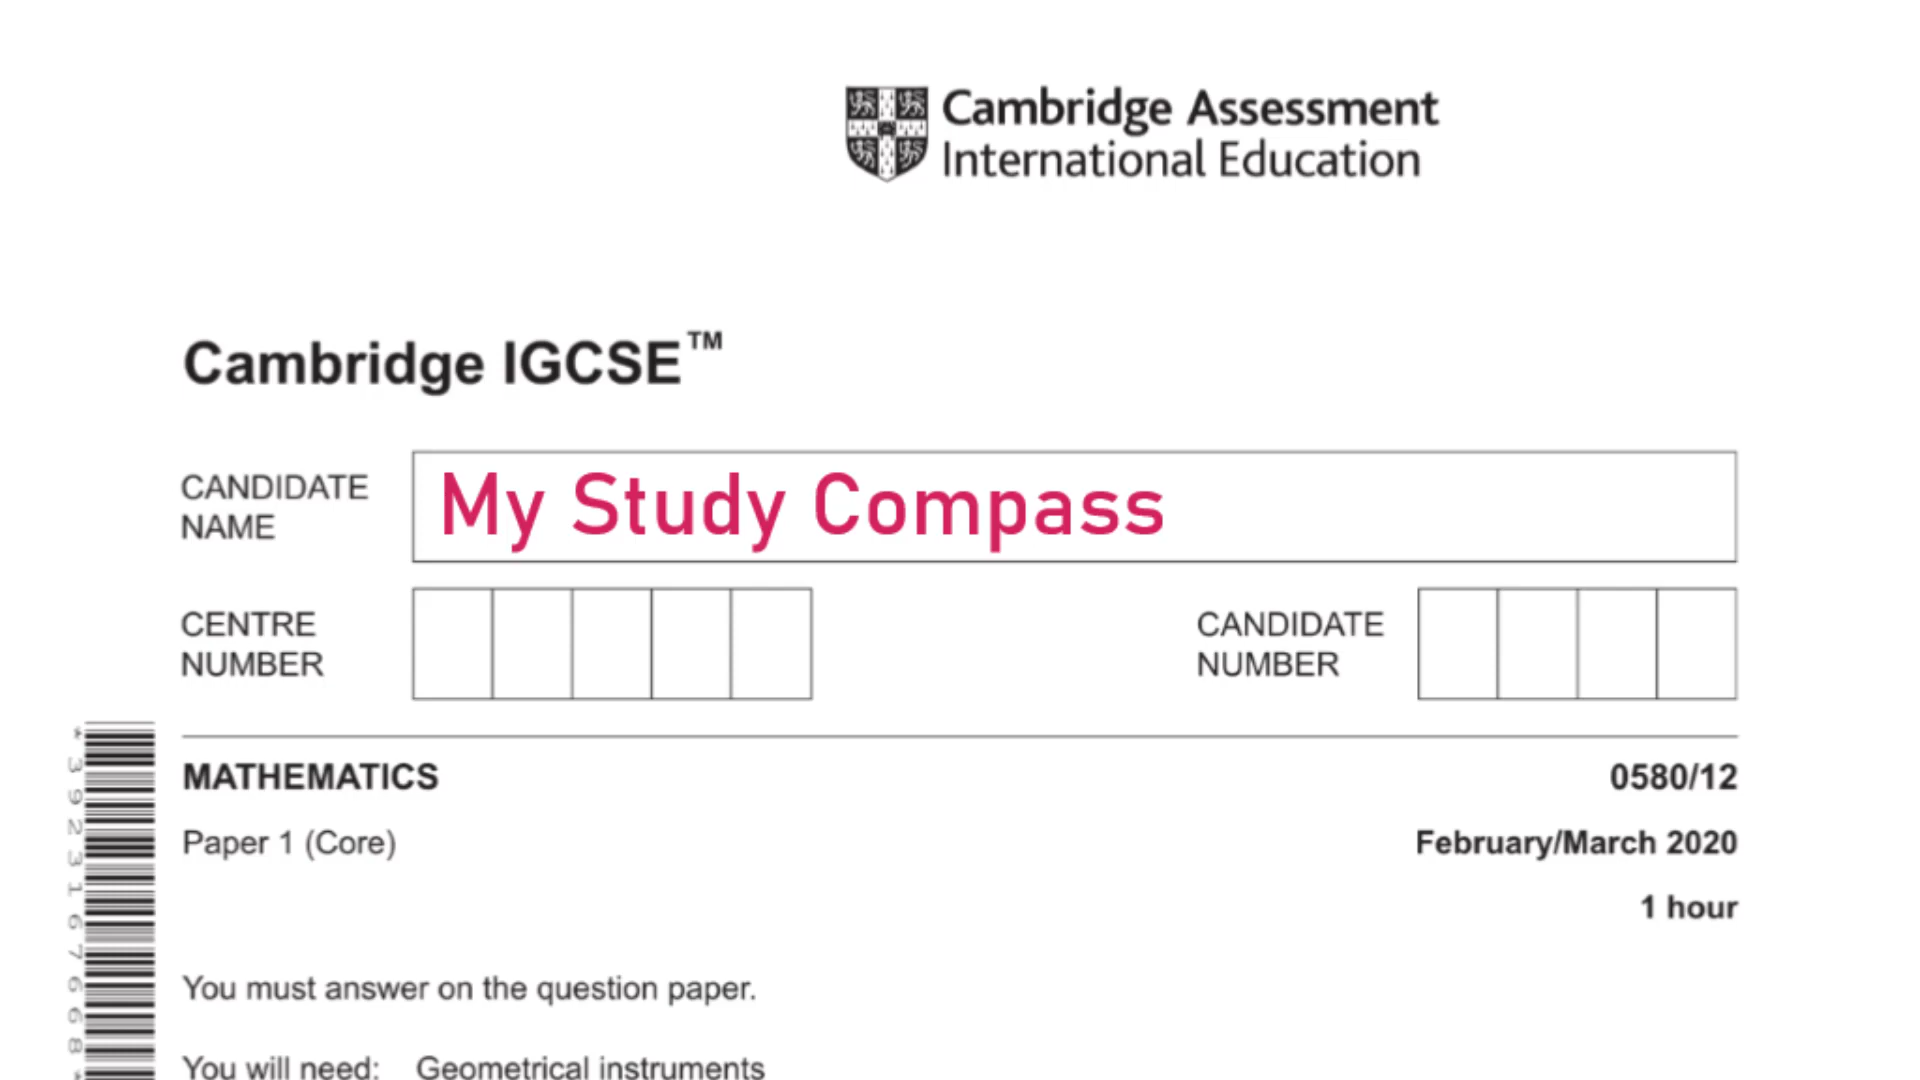 Cambridge Assessment
International Education
Cambridge IGCSE™
CANDIDATE
NAME
My Study Compass
CENTRE
NUMBER
CANDIDATE
NUMBER
MATHEMATICS 0580/12
Paper 1 (Core) February/March 2020
1 hour
You must answer on the question paper.
You will need: Geometrical instruments
*3923167668*